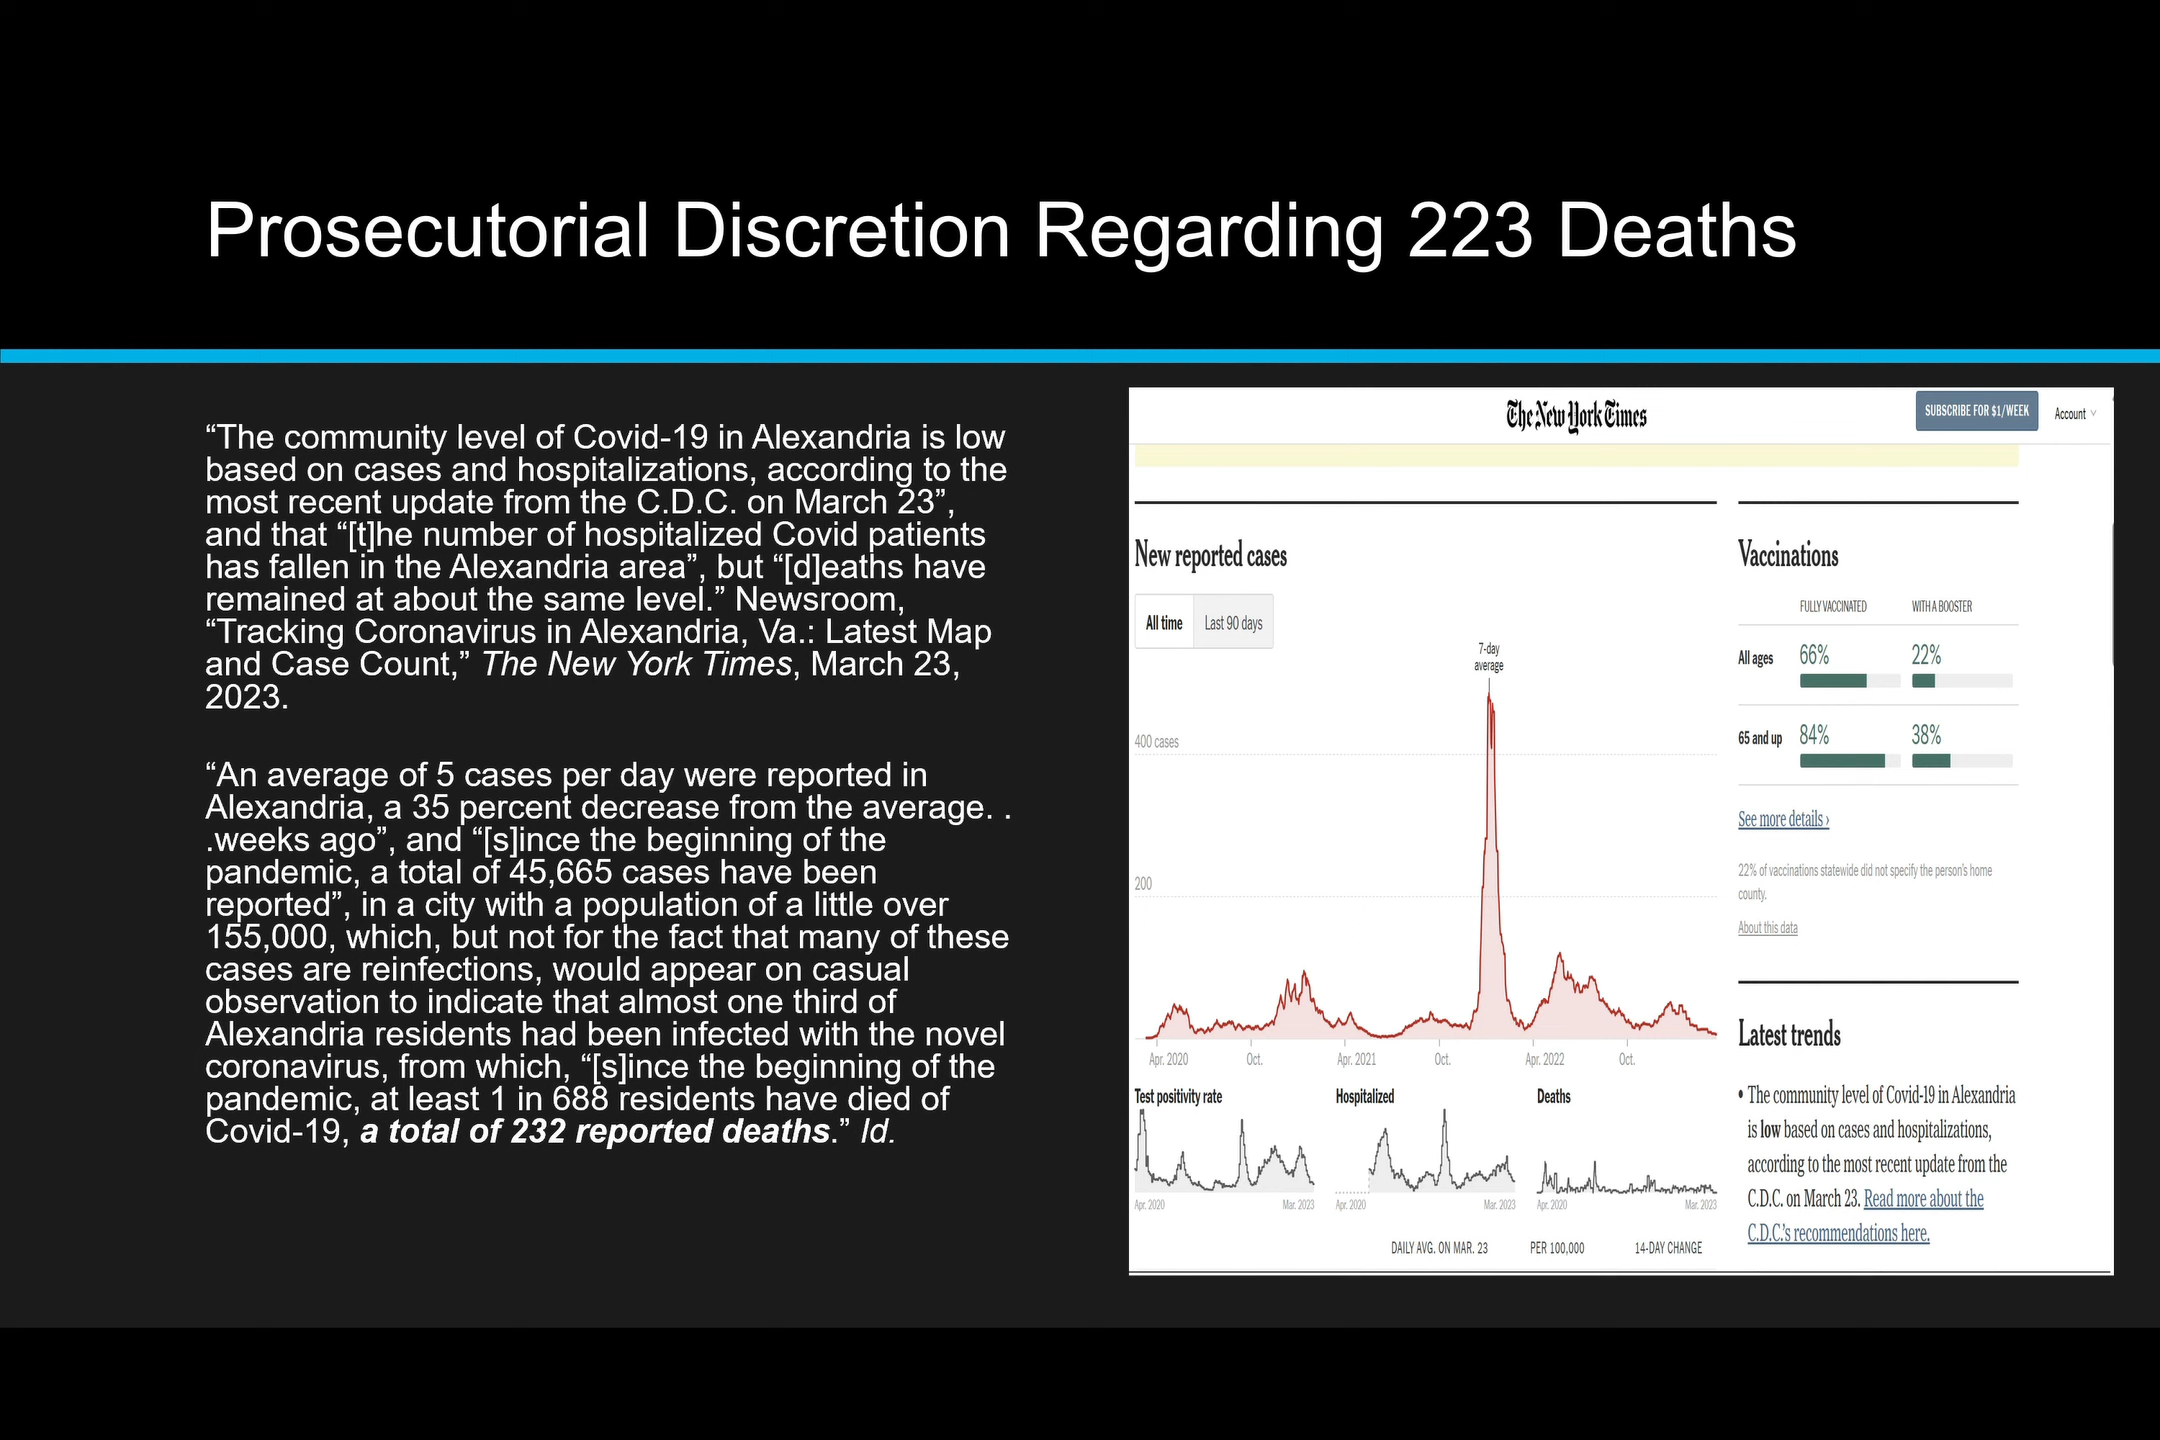 Prosecutorial Discretion Regarding 223 Deaths
“The community level of Covid-19 in Alexandria is low
based on cases and hospitalizations, according to the
most recent update from the C.D.C. on March 23”,
and that “[t]he number of hospitalized Covid patients
has fallen in the Alexandria area”, but “[d]eaths have
remained at about the same level.” Newsroom,
“Tracking Coronavirus in Alexandria, Va.: Latest Map
and Case Count,” The New York Times, March 23,
2023.
“An average of 5 cases per day were reported in
Alexandria, a 35 percent decrease from the average. .
.weeks ago”, and “[s]ince the beginning of the
pandemic, a total of 45,665 cases have been
reported”, in a city with a population of a little over
155,000, which, but not for the fact that many of these
cases are reinfections, would appear on casual
observation to indicate that almost one third of
Alexandria residents had been infected with the novel
coronavirus, from which, “[s]ince the beginning of the
pandemic, at least 1 in 688 residents have died of
Covid-19, a total of 232 reported deaths.” Id.
The New York Times
SUBSCRIBE FOR $1/WEEK
Account
New reported cases
All time
Last 90 days
7-day
average
400 cases
200
Apr. 2020
Oct.
Apr. 2021
Oct.
Apr. 2022
Oct.
Test positivity rate
Hospitalized
Deaths
Apr. 2020
Mar. 2023
Apr. 2020
Mar. 2023
Apr. 2020
Mar. 2023
DAILY AVG. ON MAR. 23
PER 100,000
14-DAY CHANGE
Vaccinations
FULLY VACCINATED
WITH A BOOSTER
All ages
66%
22%
65 and up
84%
38%
See more details ›
22% of vaccinations statewide did not specify the person's home
county.
About this data
Latest trends
• The community level of Covid-19 in Alexandria
is low based on cases and hospitalizations,
according to the most recent update from the
C.D.C. on March 23. Read more about the
C.D.C.'s recommendations here.